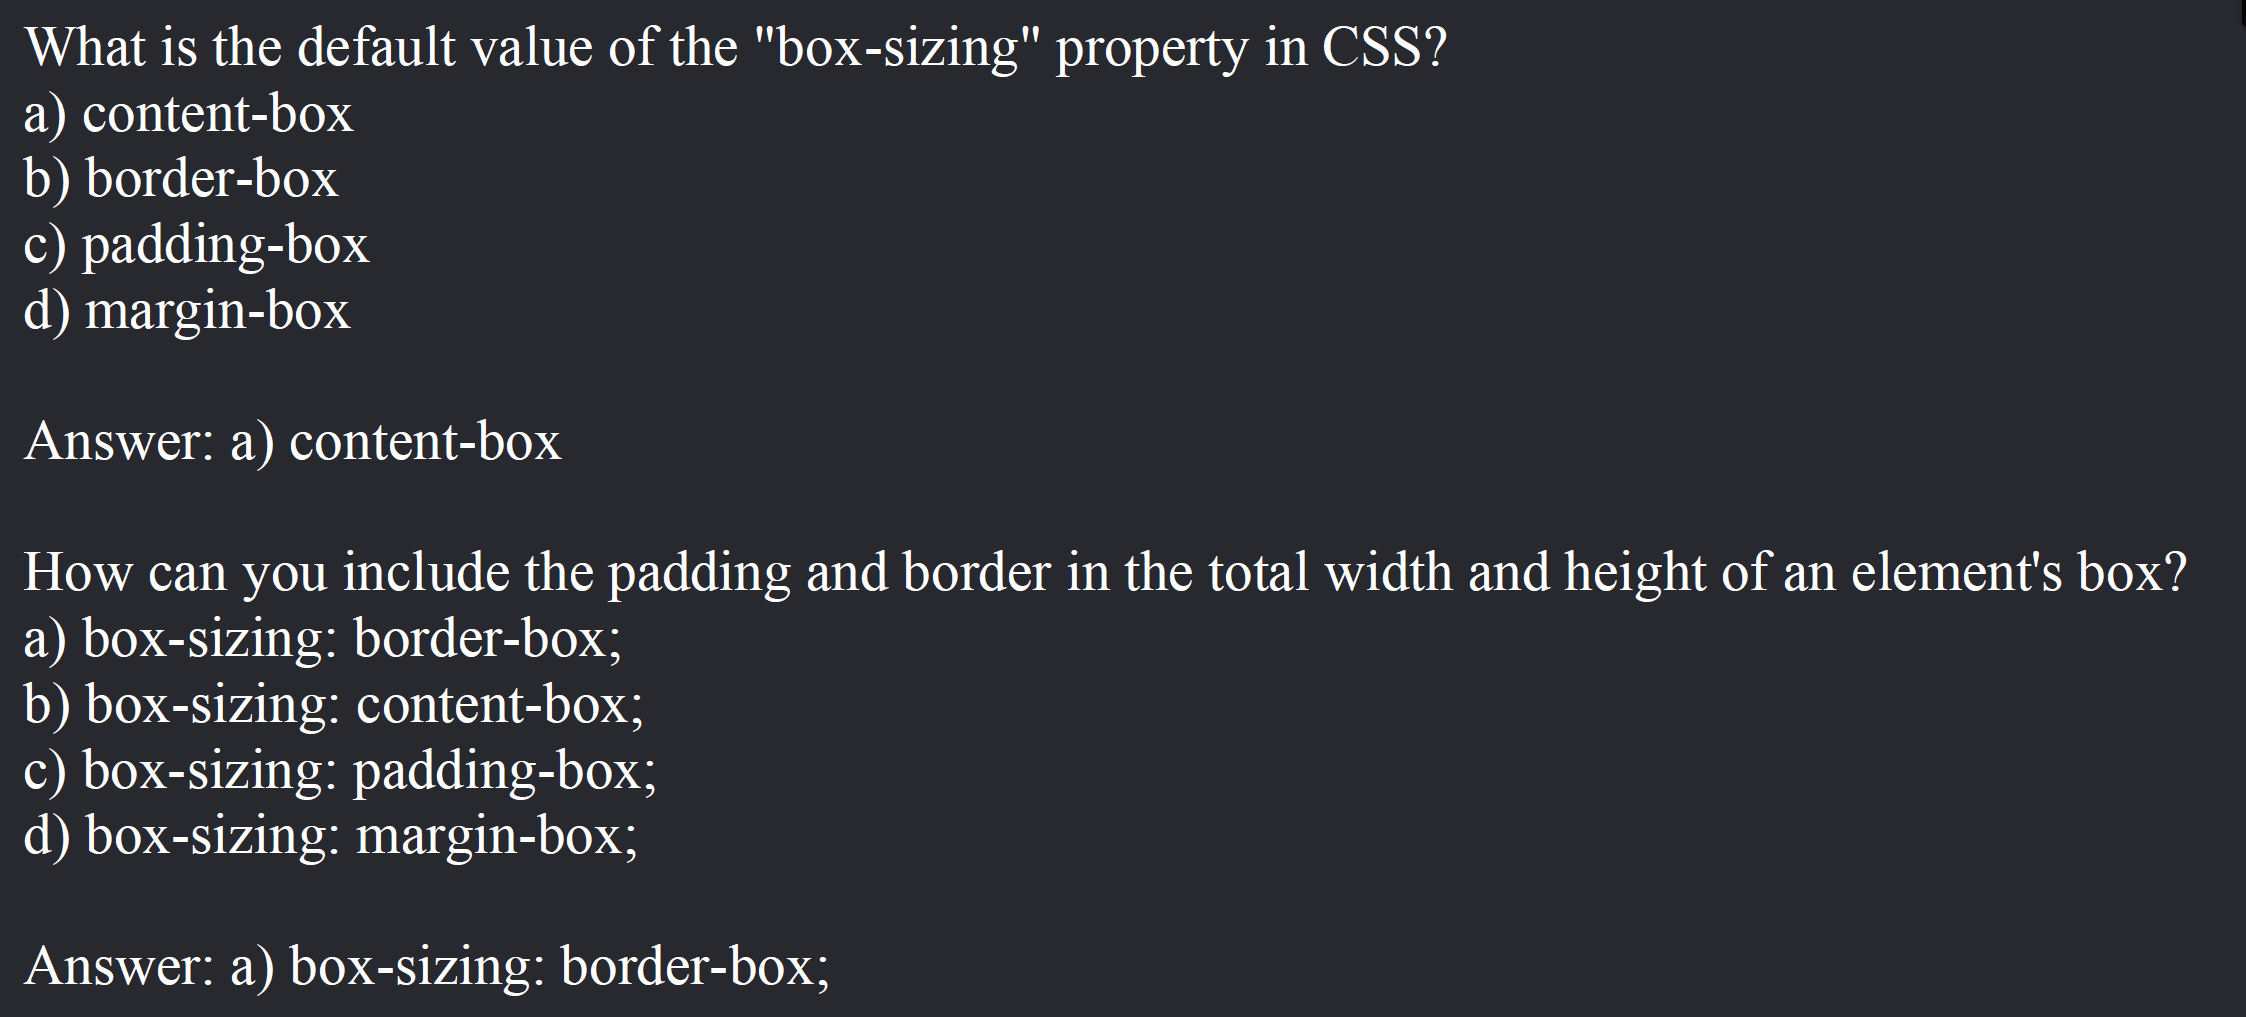 What is the default value of the "box-sizing" property in CSS?
a) content-box
b) border-box
c) padding-box
d) margin-box
Answer: a) content-box
How can you include the padding and border in the total width and height of an element's box?
a) box-sizing: border-box;
b) box-sizing: content-box;
c) box-sizing: padding-box;
d) box-sizing: margin-box;
Answer: a) box-sizing: border-box;